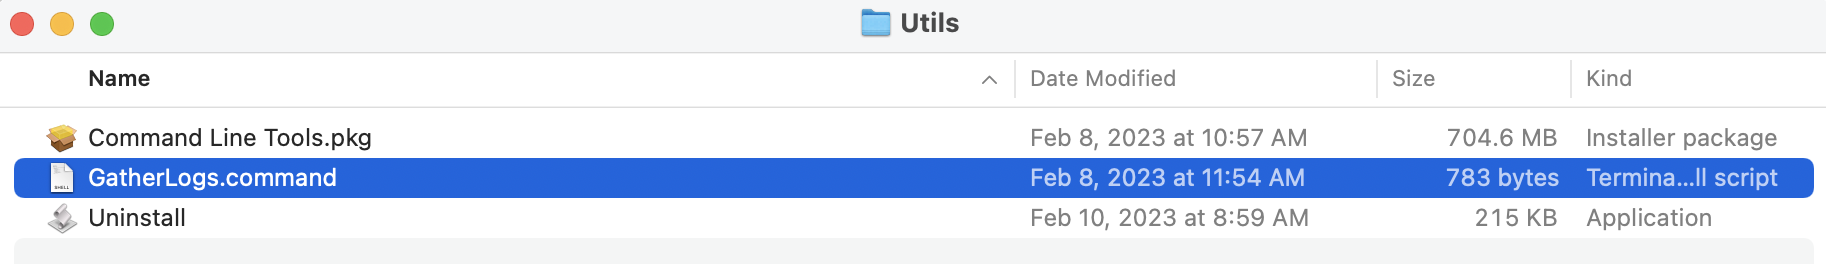 Utils
Name Date Modified Size Kind
Command Line Tools.pkg Feb 8, 2023 at 10:57 AM 704.6 MB Installer package
GatherLogs.command Feb 8, 2023 at 11:54 AM 783 bytes Termina...ll script
Uninstall Feb 10, 2023 at 8:59 AM 215 KB Application